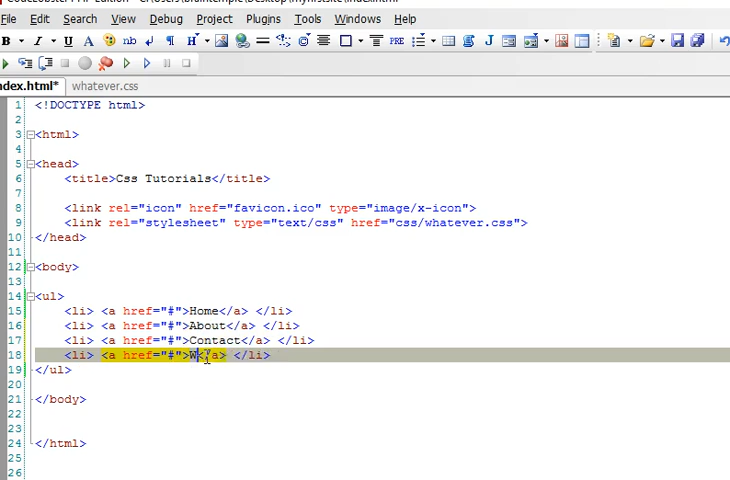 File Edit Search View Debug Project Plugins Tools Windows Help
B I U A nb H PRE
ndex.html* whatever.css
1 <!DOCTYPE html>
2
3 <html>
4
5 <head>
6 <title>Css Tutorials</title>
7
8 <link rel="icon" href="favicon.ico" type="image/x-icon">
9 <link rel="stylesheet" type="text/css" href="css/whatever.css">
10 </head>
11
12 <body>
13
14 <ul>
15 <li> <a href="#">Home</a> </li>
16 <li> <a href="#">About</a> </li>
17 <li> <a href="#">Contact</a> </li>
18 <li> <a href="#">W</a> </li>
19 </ul>
20
21 </body>
22
23
24 </html>
25
26